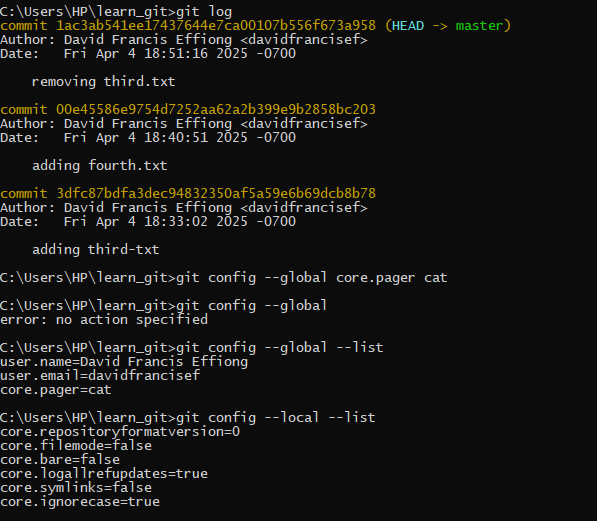 C:\Users\HP\learn_git>git log
commit 1ac3ab541ee17437644e7ca00107b556f673a958 (HEAD -> master)
Author: David Francis Effiong <davidfrancisef>
Date:   Fri Apr 4 18:51:16 2025 -0700
    removing third.txt
commit 00e45586e9754d7252aa62a2b399e9b2858bc203
Author: David Francis Effiong <davidfrancisef>
Date:   Fri Apr 4 18:40:51 2025 -0700
    adding fourth.txt
commit 3dfc87bdfa3dec94832350af5a59e6b69dcb8b78
Author: David Francis Effiong <davidfrancisef>
Date:   Fri Apr 4 18:33:02 2025 -0700
    adding third-txt
C:\Users\HP\learn_git>git config --global core.pager cat
C:\Users\HP\learn_git>git config --global
error: no action specified
C:\Users\HP\learn_git>git config --global --list
user.name=David Francis Effiong
user.email=davidfrancisef
core.pager=cat
C:\Users\HP\learn_git>git config --local --list
core.repositoryformatversion=0
core.filemode=false
core.bare=false
core.logallrefupdates=true
core.symlinks=false
core.ignorecase=true